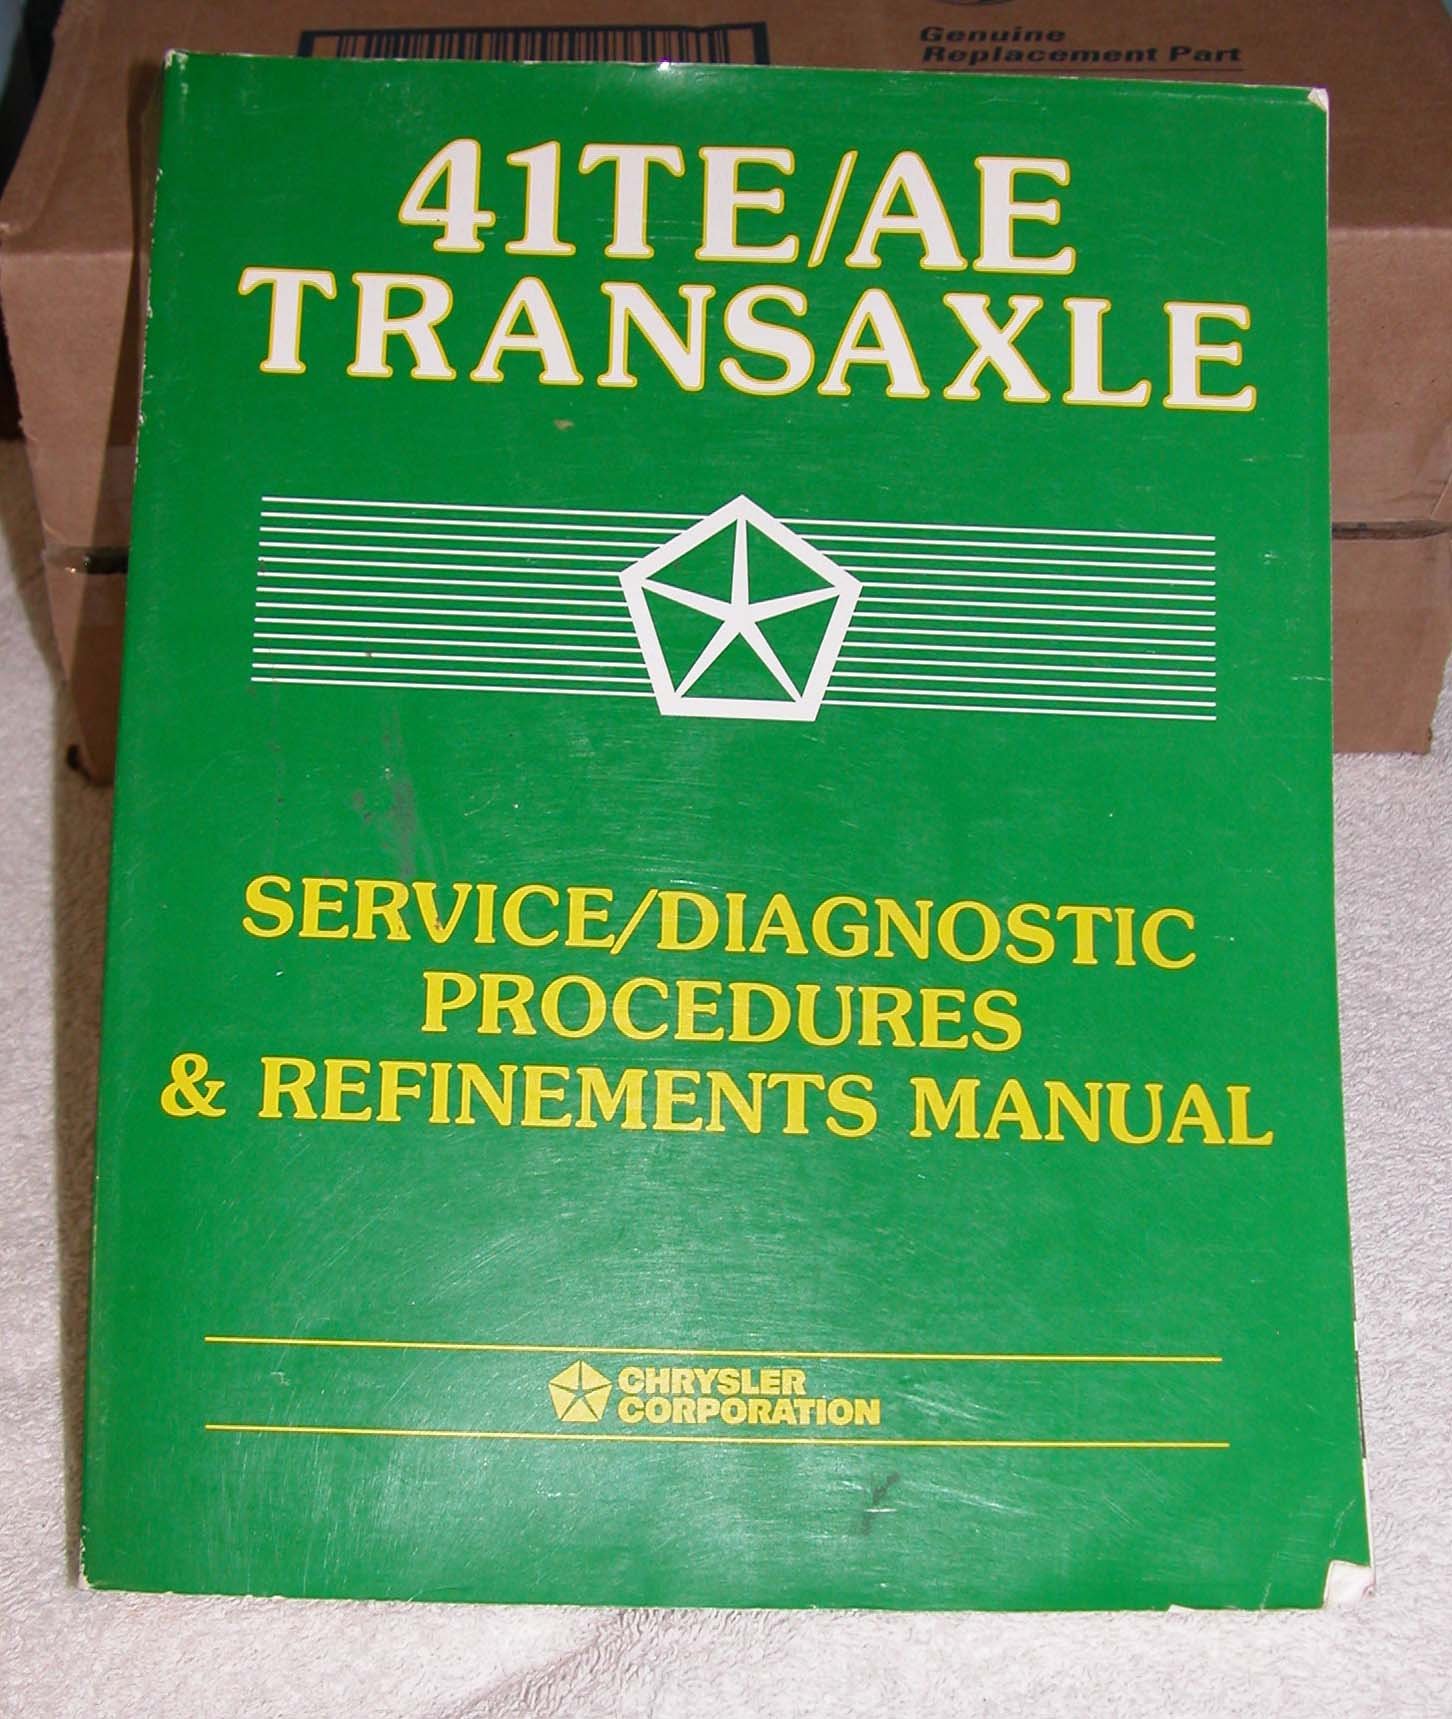 Genuine
Replacement Part
41TE/AE
TRANSAXLE
SERVICE/DIAGNOSTIC
PROCEDURES
& REFINEMENTS MANUAL
CHRYSLER
CORPORATION